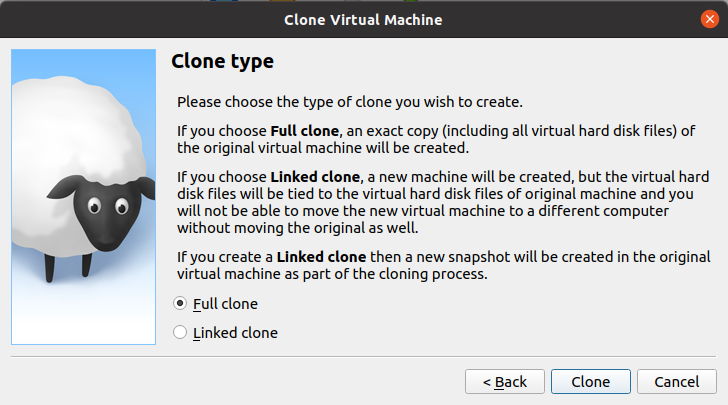 Clone Virtual Machine
Clone type
Please choose the type of clone you wish to create.
If you choose Full clone, an exact copy (including all virtual hard disk files) of
the original virtual machine will be created.
If you choose Linked clone, a new machine will be created, but the virtual hard
disk files will be tied to the virtual hard disk files of original machine and you
will not be able to move the new virtual machine to a different computer
without moving the original as well.
If you create a Linked clone then a new snapshot will be created in the original
virtual machine as part of the cloning process.
Full clone
Linked clone
< Back Clone Cancel